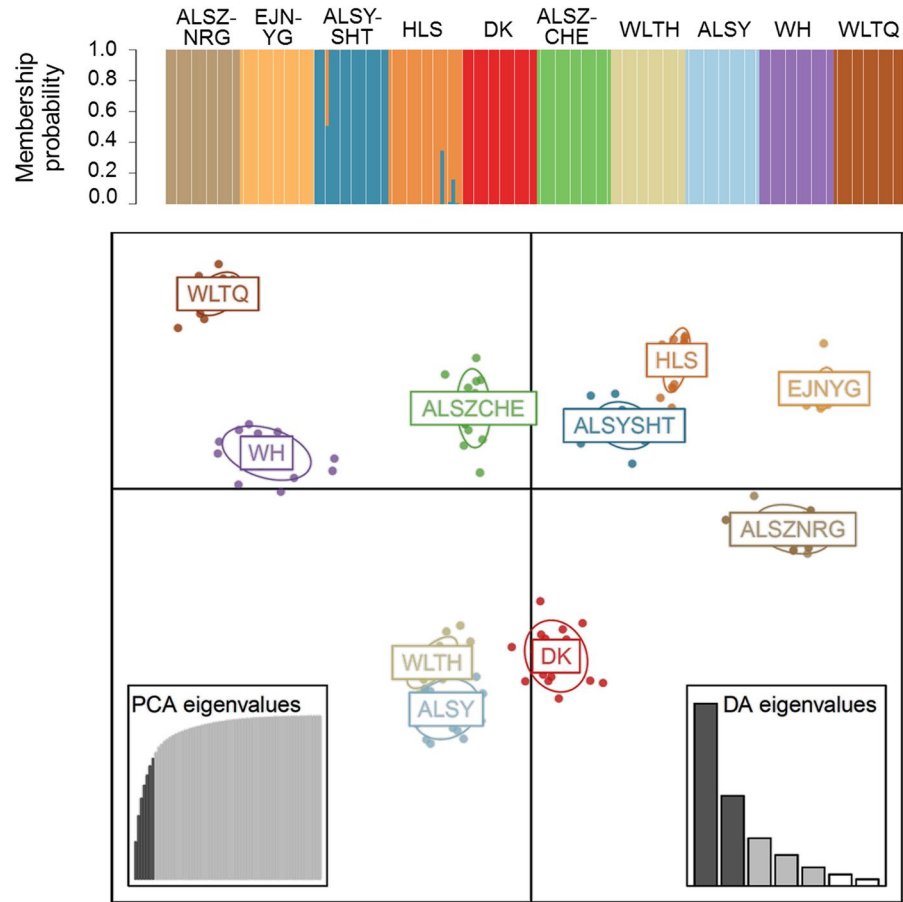 ALSZ-
NRG
EJN-
YG
ALSY-
SHT
HLS
DK
ALSZ-
CHE
WLTH
ALSY
WH
WLTQ
Membership
probability
1.0
0.8
0.6
0.4
0.2
0.0
WLTQ
HLS
EJNYG
ALSZCHE
ALSYSHT
WH
ALSZNRG
WLTH
DK
ALSY
PCA eigenvalues
DA eigenvalues